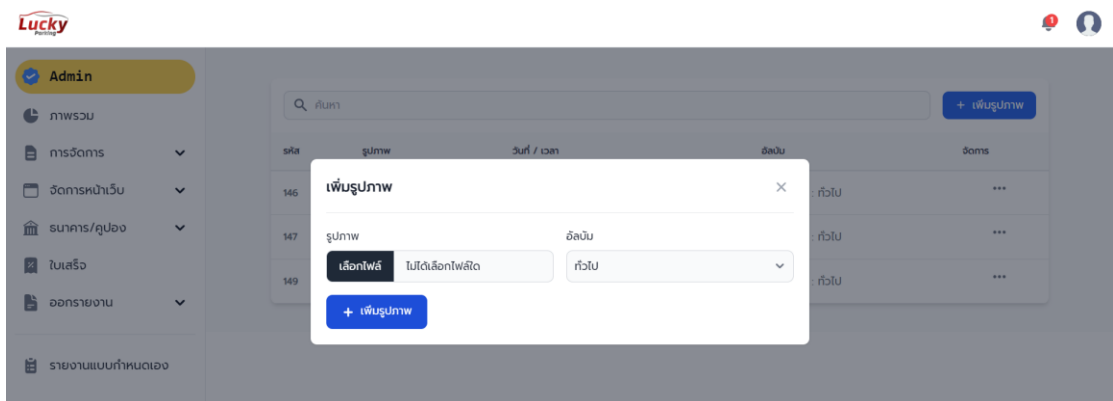 Lucky
Parking
1
Admin
ภาพรวม
การจัดการ
จัดการหน้าเว็บ
ธนาคาร/คูปอง
ใบเสร็จ
ออกรายงาน
รายงานแบบกำหนดเอง
ค้นหา
+ เพิ่มรูปภาพ
รหัส รูปภาพ วันที่ / เวลา อัลบัม จัดการ
146 : ทั่วไป
147 : ทั่วไป
149 : ทั่วไป
เพิ่มรูปภาพ
รูปภาพ อัลบัม
เลือกไฟล์ ไม่ได้เลือกไฟล์ใด ทั่วไป
+ เพิ่มรูปภาพ